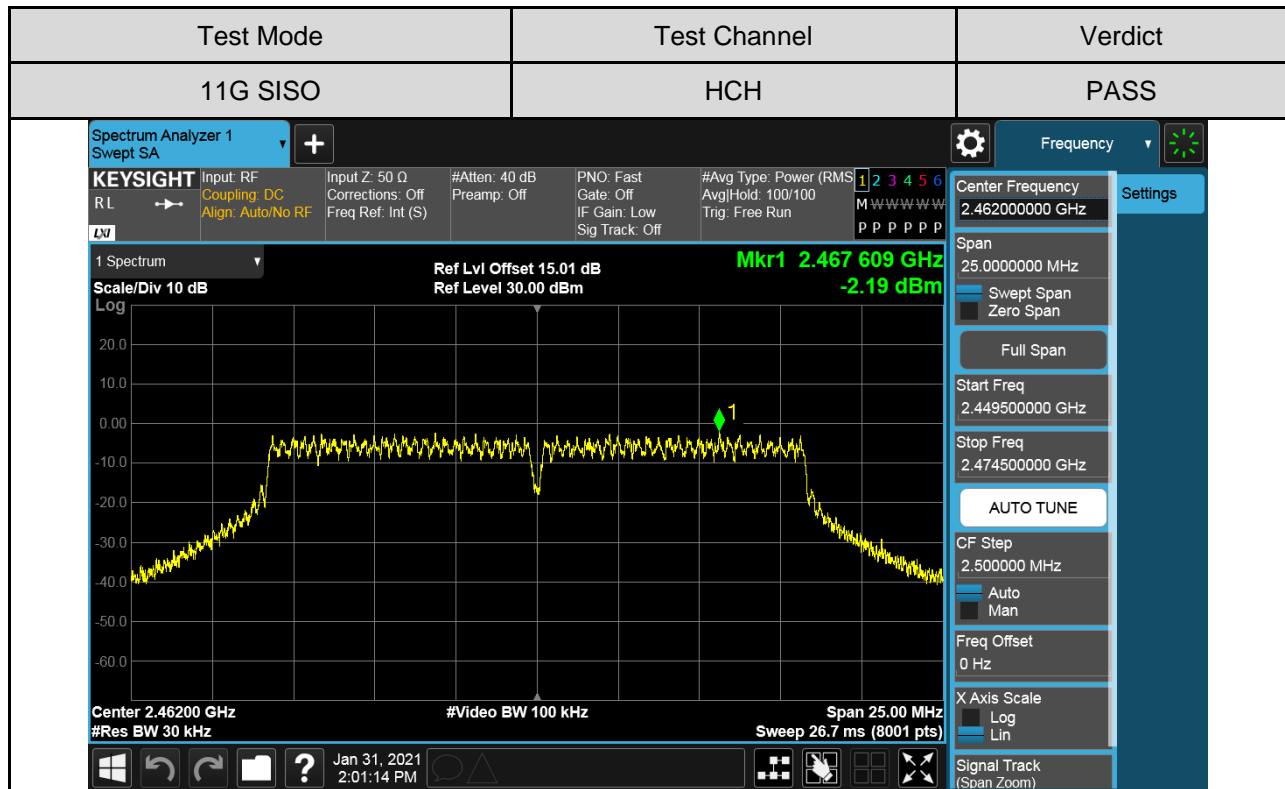 Test Mode Test Channel Verdict
11G SISO HCH PASS
Spectrum Analyzer 1
Swept SA
+
Frequency
KEYSIGHT Input: RF Input Z: 50 Ω #Atten: 40 dB PNO: Fast #Avg Type: Power (RMS 1 2 3 4 5 6
RL Coupling: DC Corrections: Off Preamp: Off Gate: Off Avg|Hold: 100/100 M W W W W W
Align: Auto/No RF Freq Ref: Int (S) IF Gain: Low Trig: Free Run
LXI Sig Track: Off P P P P P P
1 Spectrum
Ref Lvl Offset 15.01 dB
Mkr1 2.467 609 GHz
Scale/Div 10 dB Ref Level 30.00 dBm -2.19 dBm
Log
20.0
10.0
0.00
-10.0
-20.0
-30.0
-40.0
-50.0
-60.0
1
Center 2.46200 GHz #Video BW 100 kHz Span 25.00 MHz
#Res BW 30 kHz Sweep 26.7 ms (8001 pts)
?
Jan 31, 2021
2:01:14 PM
Center Frequency
2.462000000 GHz
Settings
Span
25.0000000 MHz
Swept Span
Zero Span
Full Span
Start Freq
2.449500000 GHz
Stop Freq
2.474500000 GHz
AUTO TUNE
CF Step
2.500000 MHz
Auto
Man
Freq Offset
0 Hz
X Axis Scale
Log
Lin
Signal Track
(Span Zoom)